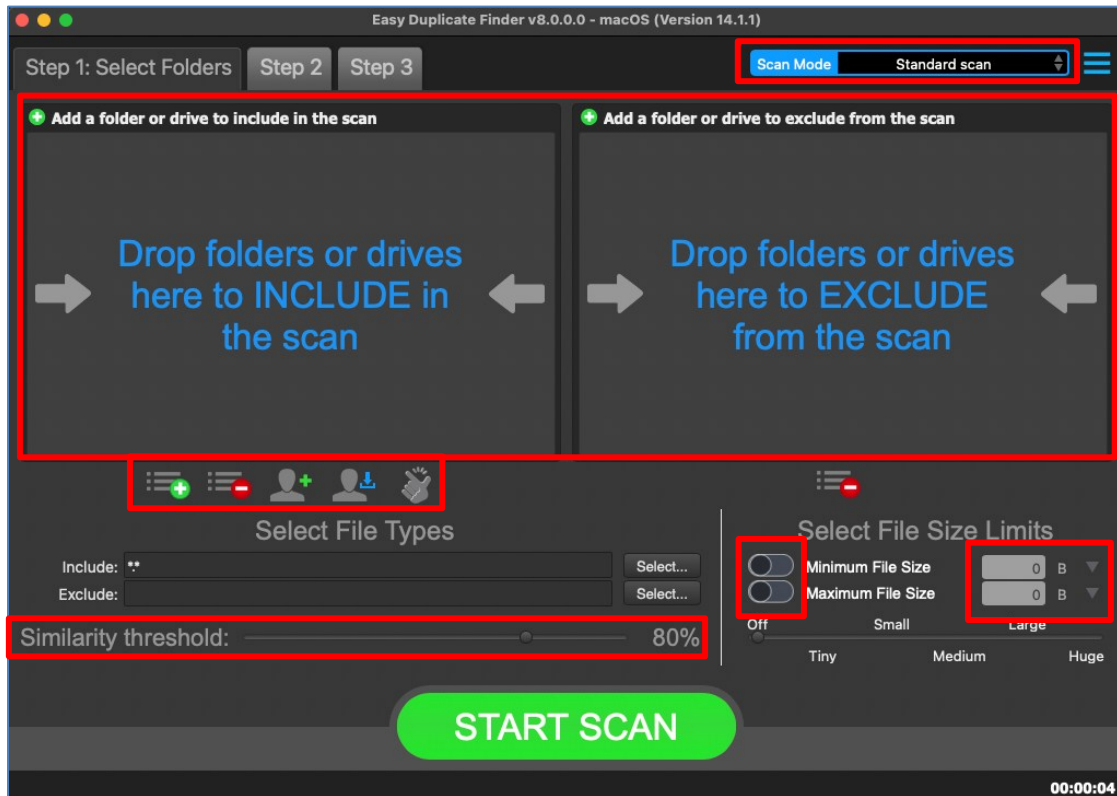 Easy Duplicate Finder v8.0.0.0 - macOS (Version 14.1.1)
Step 1: Select Folders
Step 2
Step 3
Scan Mode
Standard scan
Add a folder or drive to include in the scan
Add a folder or drive to exclude from the scan
Drop folders or drives
here to INCLUDE in
the scan
Drop folders or drives
here to EXCLUDE
from the scan
Select File Types
Include: *.*
Select...
Exclude:
Select...
Similarity threshold: 80%
Select File Size Limits
Minimum File Size 0 B
Maximum File Size 0 B
Off Small Large
Tiny Medium Huge
START SCAN
00:00:04